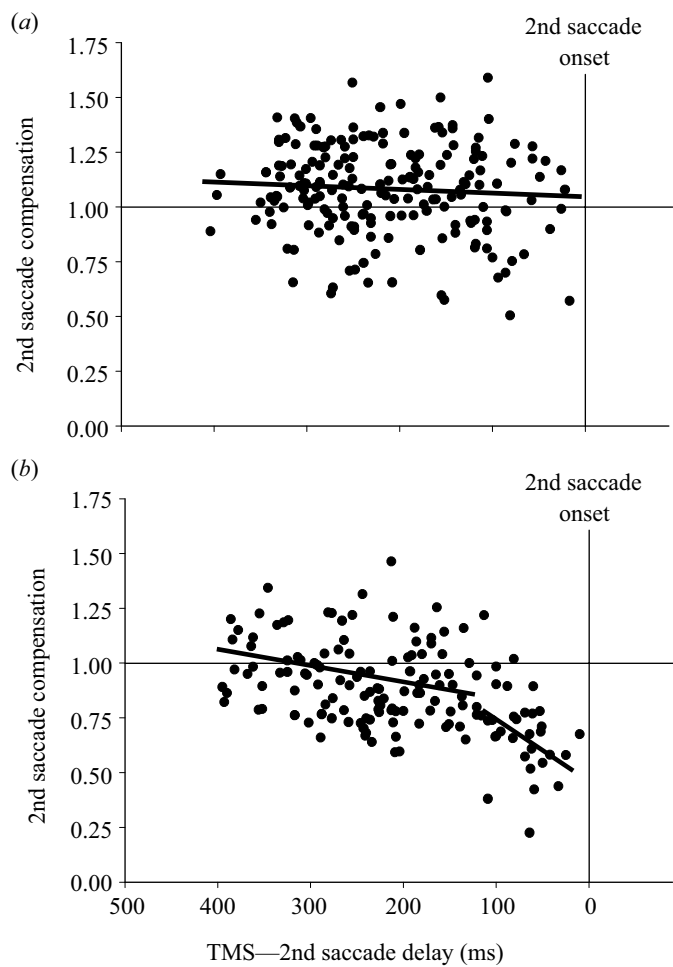 (a)
2nd saccade
onset
2nd saccade compensation
1.75
1.50
1.25
1.00
0.75
0.50
0.25
0.00
(b)
2nd saccade
onset
2nd saccade compensation
1.75
1.50
1.25
1.00
0.75
0.50
0.25
0.00
500 400 300 200 100 0
TMS—2nd saccade delay (ms)